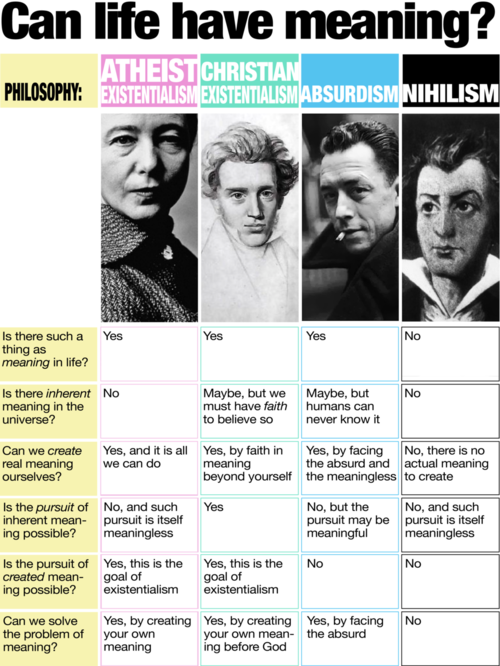 Can life have meaning?
PHILOSOPHY:
ATHEIST
EXISTENTIALISM
CHRISTIAN
EXISTENTIALISM
ABSURDISM
NIHILISM
Is there such a
thing as
meaning in life?
Yes
Yes
Yes
No
Is there inherent
meaning in the
universe?
No
Maybe, but we
must have faith
to believe so
Maybe, but
humans can
never know it
No
Can we create
real meaning
ourselves?
Yes, and it is all
we can do
Yes, by faith in
meaning
beyond yourself
Yes, by facing
the absurd and
the meaningless
No, there is no
actual meaning
to create
Is the pursuit of
inherent mean-
ing possible?
No, and such
pursuit is itself
meaningless
Yes
No, but the
pursuit may be
meaningful
No, and such
pursuit is itself
meaningless
Is the pursuit of
created mean-
ing possible?
Yes, this is the
goal of
existentialism
Yes, this is the
goal of
existentialism
No
No
Can we solve
the problem of
meaning?
Yes, by creating
your own
meaning
Yes, by creating
your own mean-
ing before God
Yes, by facing
the absurd
No